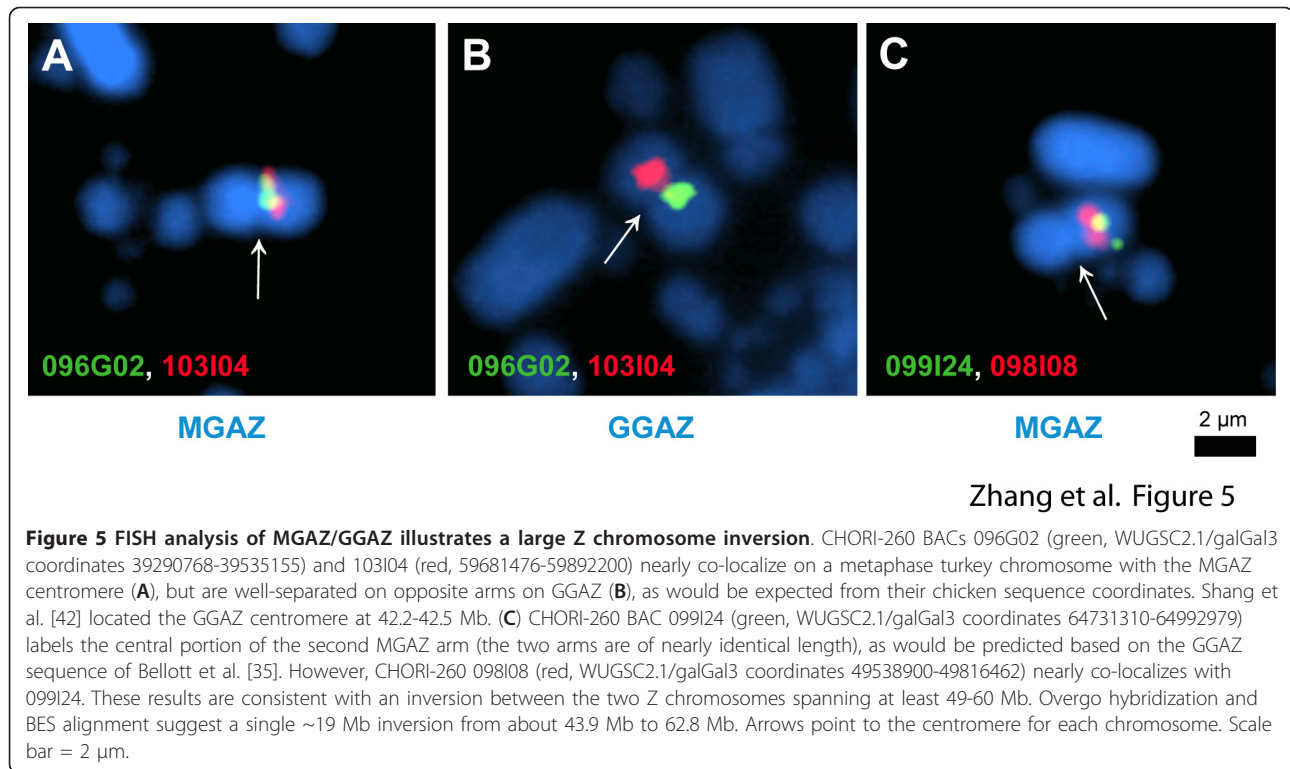 A
B
C
096G02, 103I04
096G02, 103I04
099I24, 098I08
MGAZ
GGAZ
MGAZ
2 µm
Zhang et al. Figure 5
Figure 5 FISH analysis of MGAZ/GGAZ illustrates a large Z chromosome inversion. CHORI-260 BACs 096G02 (green, WUGSC2.1/galGal3
coordinates 39290768-39535155) and 103I04 (red, 59681476-59892200) nearly co-localize on a metaphase turkey chromosome with the MGAZ
centromere (A), but are well-separated on opposite arms on GGAZ (B), as would be expected from their chicken sequence coordinates. Shang et
al. [42] located the GGAZ centromere at 42.2-42.5 Mb. (C) CHORI-260 BAC 099I24 (green, WUGSC2.1/galGal3 coordinates 64731310-64992979)
labels the central portion of the second MGAZ arm (the two arms are of nearly identical length), as would be predicted based on the GGAZ
sequence of Bellott et al. [35]. However, CHORI-260 098I08 (red, WUGSC2.1/galGal3 coordinates 49538900-49816462) nearly co-localizes with
099I24. These results are consistent with an inversion between the two Z chromosomes spanning at least 49-60 Mb. Overgo hybridization and
BES alignment suggest a single ~19 Mb inversion from about 43.9 Mb to 62.8 Mb. Arrows point to the centromere for each chromosome. Scale
bar = 2 µm.